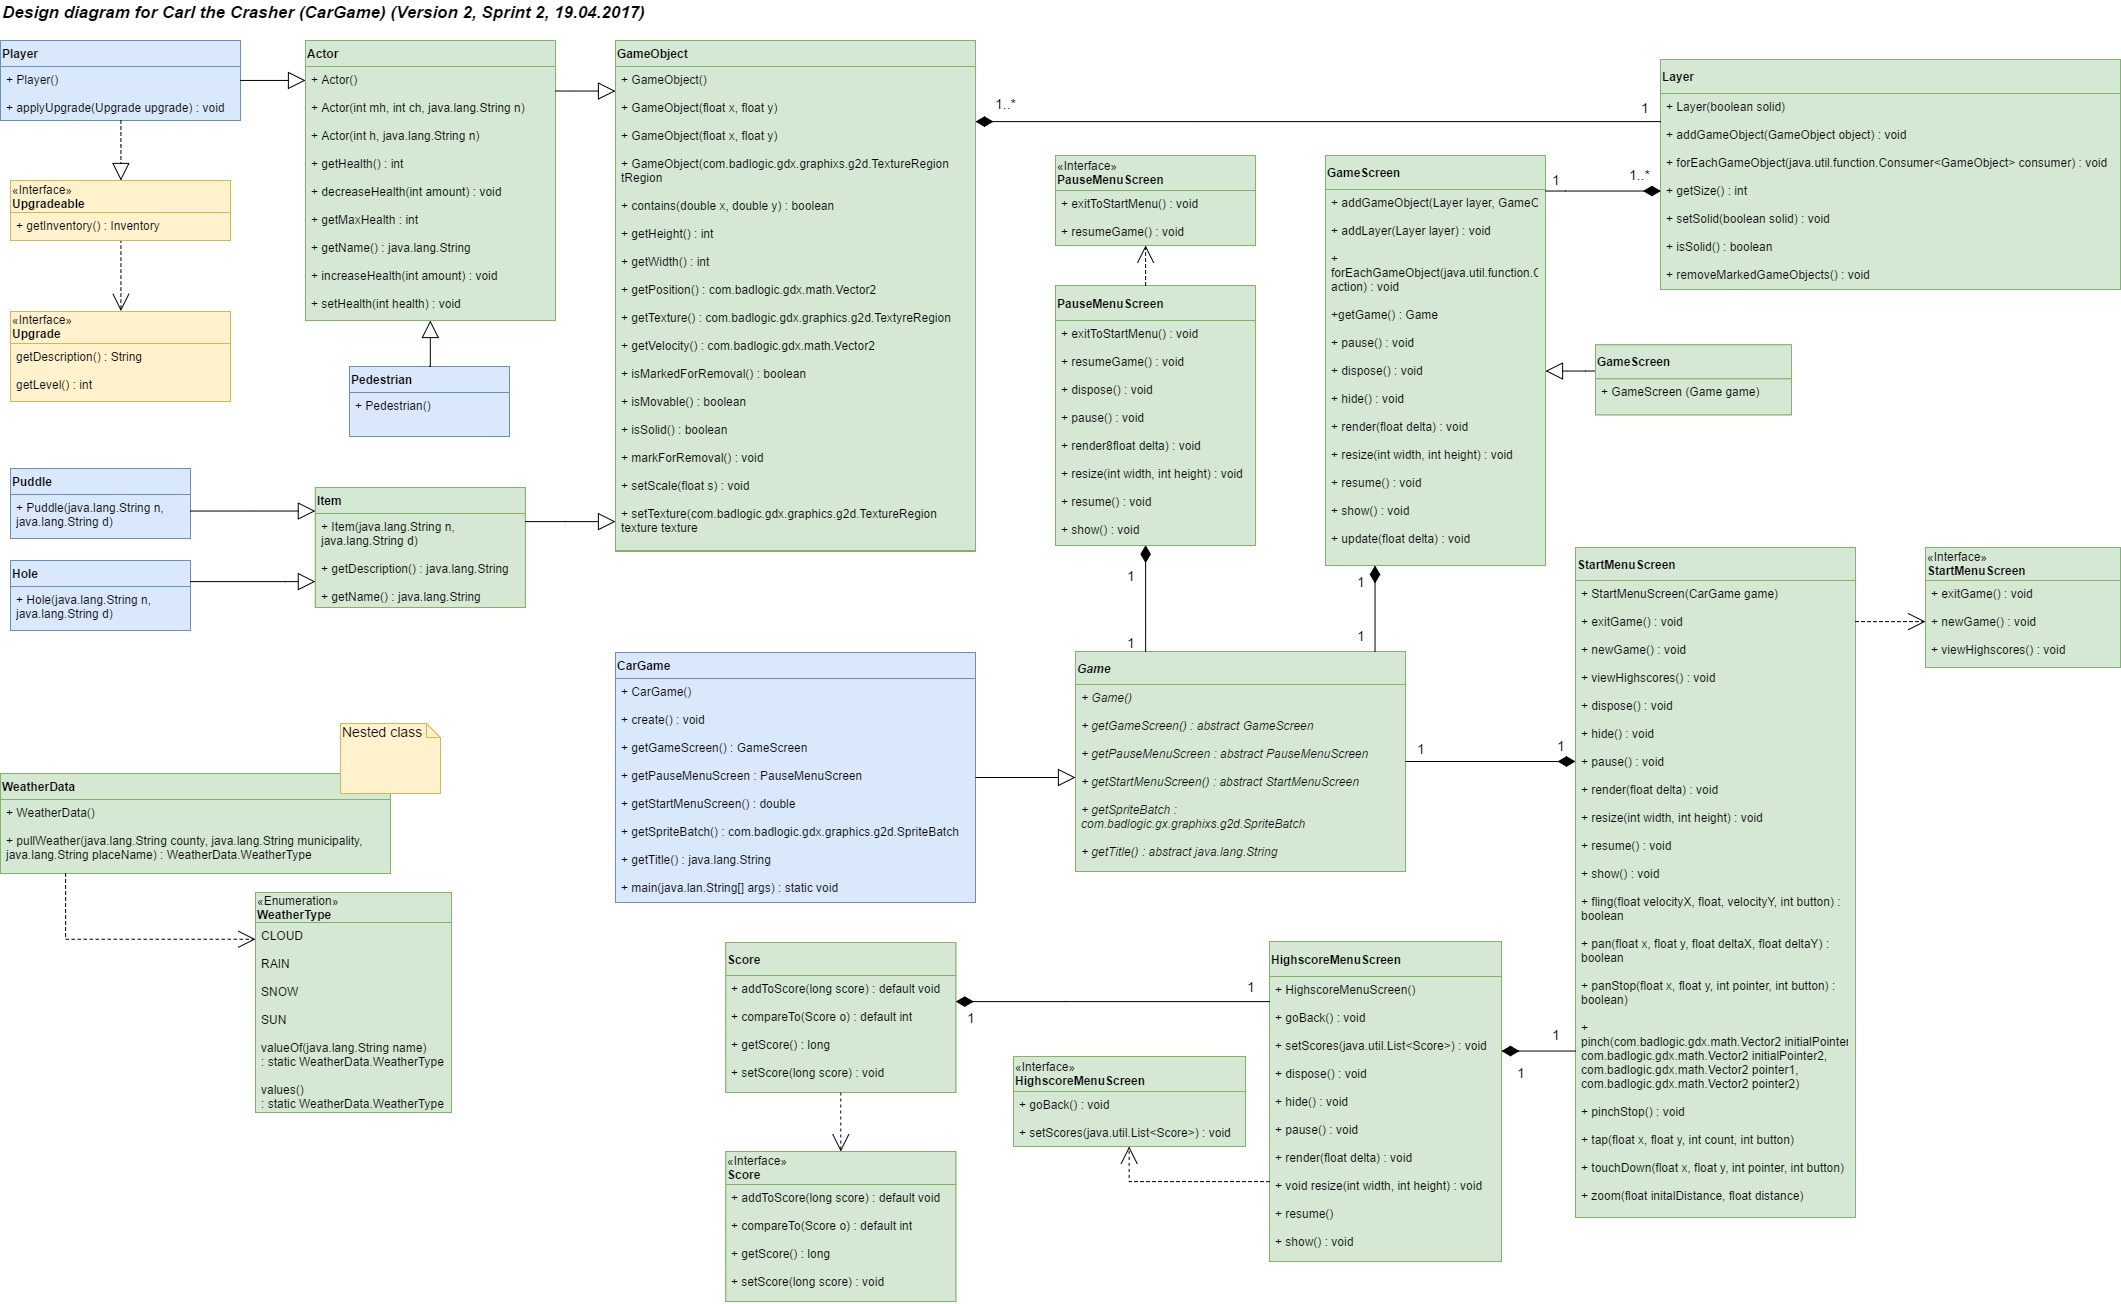 Design diagram for Carl the Crasher (CarGame) (Version 2, Sprint 2, 19.04.2017)
Player
+ Player()
+ applyUpgrade(Upgrade upgrade) : void
«Interface»
Upgradeable
+ getInventory() : Inventory
«Interface»
Upgrade
getDescription() : String
getLevel() : int
Actor
+ Actor()
+ Actor(int mh, int ch, java.lang.String n)
+ Actor(int h, java.lang.String n)
+ getHealth() : int
+ decreaseHealth(int amount) : void
+ getMaxHealth : int
+ getName() : java.lang.String
+ increaseHealth(int amount) : void
+ setHealth(int health) : void
Pedestrian
+ Pedestrian()
Puddle
+ Puddle(java.lang.String n,
java.lang.String d)
Hole
+ Hole(java.lang.String n,
java.lang.String d)
Item
+ Item(java.lang.String n,
java.lang.String d)
+ getDescription() : java.lang.String
+ getName() : java.lang.String
GameObject
+ GameObject()
+ GameObject(float x, float y)
+ GameObject(float x, float y)
+ GameObject(com.badlogic.gdx.graphixs.g2d.TextureRegion
tRegion
+ contains(double x, double y) : boolean
+ getHeight() : int
+ getWidth() : int
+ getPosition() : com.badlogic.gdx.math.Vector2
+ getTexture() : com.badlogic.gdx.graphics.g2d.TextyreRegion
+ getVelocity() : com.badlogic.gdx.math.Vector2
+ isMarkedForRemoval() : boolean
+ isMovable() : boolean
+ isSolid() : boolean
+ markForRemoval() : void
+ setScale(float s) : void
+ setTexture(com.badlogic.gdx.graphics.g2d.TextureRegion
texture texture
1..*
1
Layer
+ Layer(boolean solid)
+ addGameObject(GameObject object) : void
+ forEachGameObject(java.util.function.Consumer<GameObject> consumer) : void
+ getSize() : int
+ setSolid(boolean solid) : void
+ isSolid() : boolean
+ removeMarkedGameObjects() : void
«Interface»
PauseMenuScreen
+ exitToStartMenu() : void
+ resumeGame() : void
PauseMenuScreen
+ exitToStartMenu() : void
+ resumeGame() : void
+ dispose() : void
+ pause() : void
+ render8float delta) : void
+ resize(int width, int height) : void
+ resume() : void
+ show() : void
1
1
GameScreen
+ addGameObject(Layer layer, GameC
+ addLayer(Layer layer) : void
+
forEachGameObject(java.util.function.C
action) : void
+getGame() : Game
+ pause() : void
+ dispose() : void
+ hide() : void
+ render(float delta) : void
+ resize(int width, int height) : void
+ resume() : void
+ show() : void
+ update(float delta) : void
1
1..*
1
1
GameScreen
+ GameScreen (Game game)
CarGame
+ CarGame()
+ create() : void
+ getGameScreen() : GameScreen
+ getPauseMenuScreen : PauseMenuScreen
+ getStartMenuScreen() : double
+ getSpriteBatch() : com.badlogic.gdx.graphics.g2d.SpriteBatch
+ getTitle() : java.lang.String
+ main(java.lan.String[] args) : static void
Game
+ Game()
+ getGameScreen() : abstract GameScreen
+ getPauseMenuScreen : abstract PauseMenuScreen
+ getStartMenuScreen() : abstract StartMenuScreen
+ getSpriteBatch :
com.badlogic.gx.graphixs.g2d.SpriteBatch
+ getTitle() : abstract java.lang.String
1
1
StartMenuScreen
+ StartMenuScreen(CarGame game)
+ exitGame() : void
+ newGame() : void
+ viewHighscores() : void
+ dispose() : void
+ hide() : void
+ pause() : void
+ render(float delta) : void
+ resize(int width, int height) : void
+ resume() : void
+ show() : void
+ fling(float velocityX, float, velocityY, int button) :
boolean
+ pan(float x, float y, float deltaX, float deltaY) :
boolean
+ panStop(float x, float y, int pointer, int button) :
boolean)
+
pinch(com.badlogic.gdx.math.Vector2 initialPointer
com.badlogic.gdx.math.Vector2 initialPointer2,
com.badlogic.gdx.math.Vector2 pointer1,
com.badlogic.gdx.math.Vector2 pointer2)
+ pinchStop() : void
+ tap(float x, float y, int count, int button)
+ touchDown(float x, float y, int pointer, int button)
+ zoom(float initalDistance, float distance)
«Interface»
StartMenuScreen
+ exitGame() : void
+ newGame() : void
+ viewHighscores() : void
Nested class
WeatherData
+ WeatherData()
+ pullWeather(java.lang.String county, java.lang.String municipality,
java.lang.String placeName) : WeatherData.WeatherType
«Enumeration»
WeatherType
CLOUD
RAIN
SNOW
SUN
valueOf(java.lang.String name)
: static WeatherData.WeatherType
values()
: static WeatherData.WeatherType
Score
+ addToScore(long score) : default void
+ compareTo(Score o) : default int
+ getScore() : long
+ setScore(long score) : void
1
1
«Interface»
Score
+ addToScore(long score) : default void
+ compareTo(Score o) : default int
+ getScore() : long
+ setScore(long score) : void
«Interface»
HighscoreMenuScreen
+ goBack() : void
+ setScores(java.util.List<Score>) : void
HighscoreMenuScreen
+ HighscoreMenuScreen()
+ goBack() : void
+ setScores(java.util.List<Score>) : void
+ dispose() : void
+ hide() : void
+ pause() : void
+ render(float delta) : void
+ void resize(int width, int height) : void
+ resume()
+ show() : void
1
1